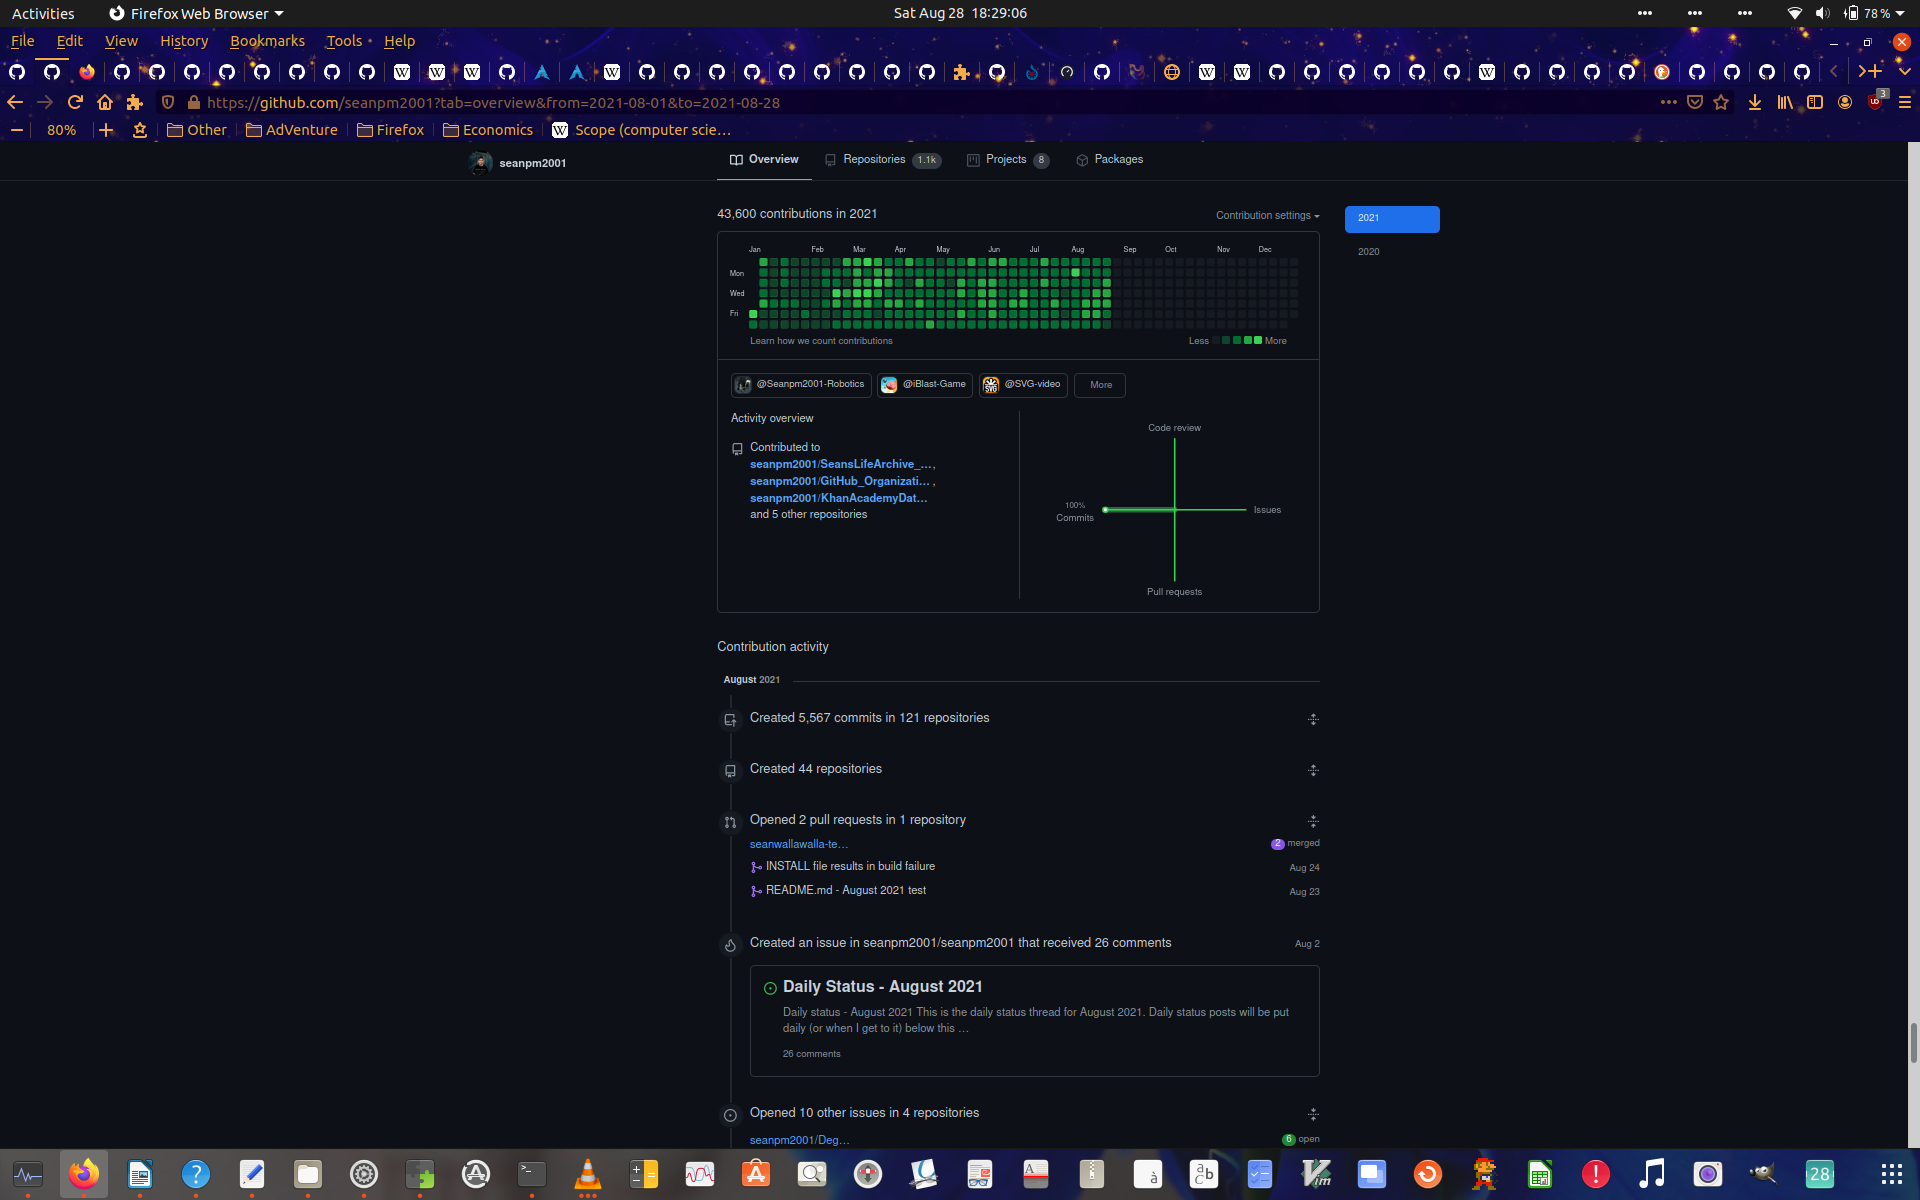 Activities
Firefox Web Browser
Sat Aug 28 18:29:06
78 %
File Edit View History Bookmarks Tools Help
https://github.com/seanpm2001?tab=overview&from=2021-08-01&to=2021-08-28
3
80%
Other
AdVenture
Firefox
Economics
Scope (computer scie…
seanpm2001
Overview
Repositories 1.1k
Projects 8
Packages
43,600 contributions in 2021
Contribution settings
2021
2020
Jan Feb Mar Apr May Jun Jul Aug Sep Oct Nov Dec
Mon
Wed
Fri
Learn how we count contributions
Less More
@Seanpm2001-Robotics
@iBlast-Game
@SVG-video
More
Activity overview
Contributed to
seanpm2001/SeansLifeArchive_…,
seanpm2001/GitHub_Organizati… ,
seanpm2001/KhanAcademyDat…
and 5 other repositories
Code review
100%
Commits
Issues
Pull requests
Contribution activity
August 2021
Created 5,567 commits in 121 repositories
Created 44 repositories
Opened 2 pull requests in 1 repository
seanwallawalla-te…
2 merged
INSTALL file results in build failure
Aug 24
README.md - August 2021 test
Aug 23
Created an issue in seanpm2001/seanpm2001 that received 26 comments
Aug 2
Daily Status - August 2021
Daily status - August 2021 This is the daily status thread for August 2021. Daily status posts will be put
daily (or when I get to it) below this …
26 comments
Opened 10 other issues in 4 repositories
seanpm2001/Deg…
6 open
28